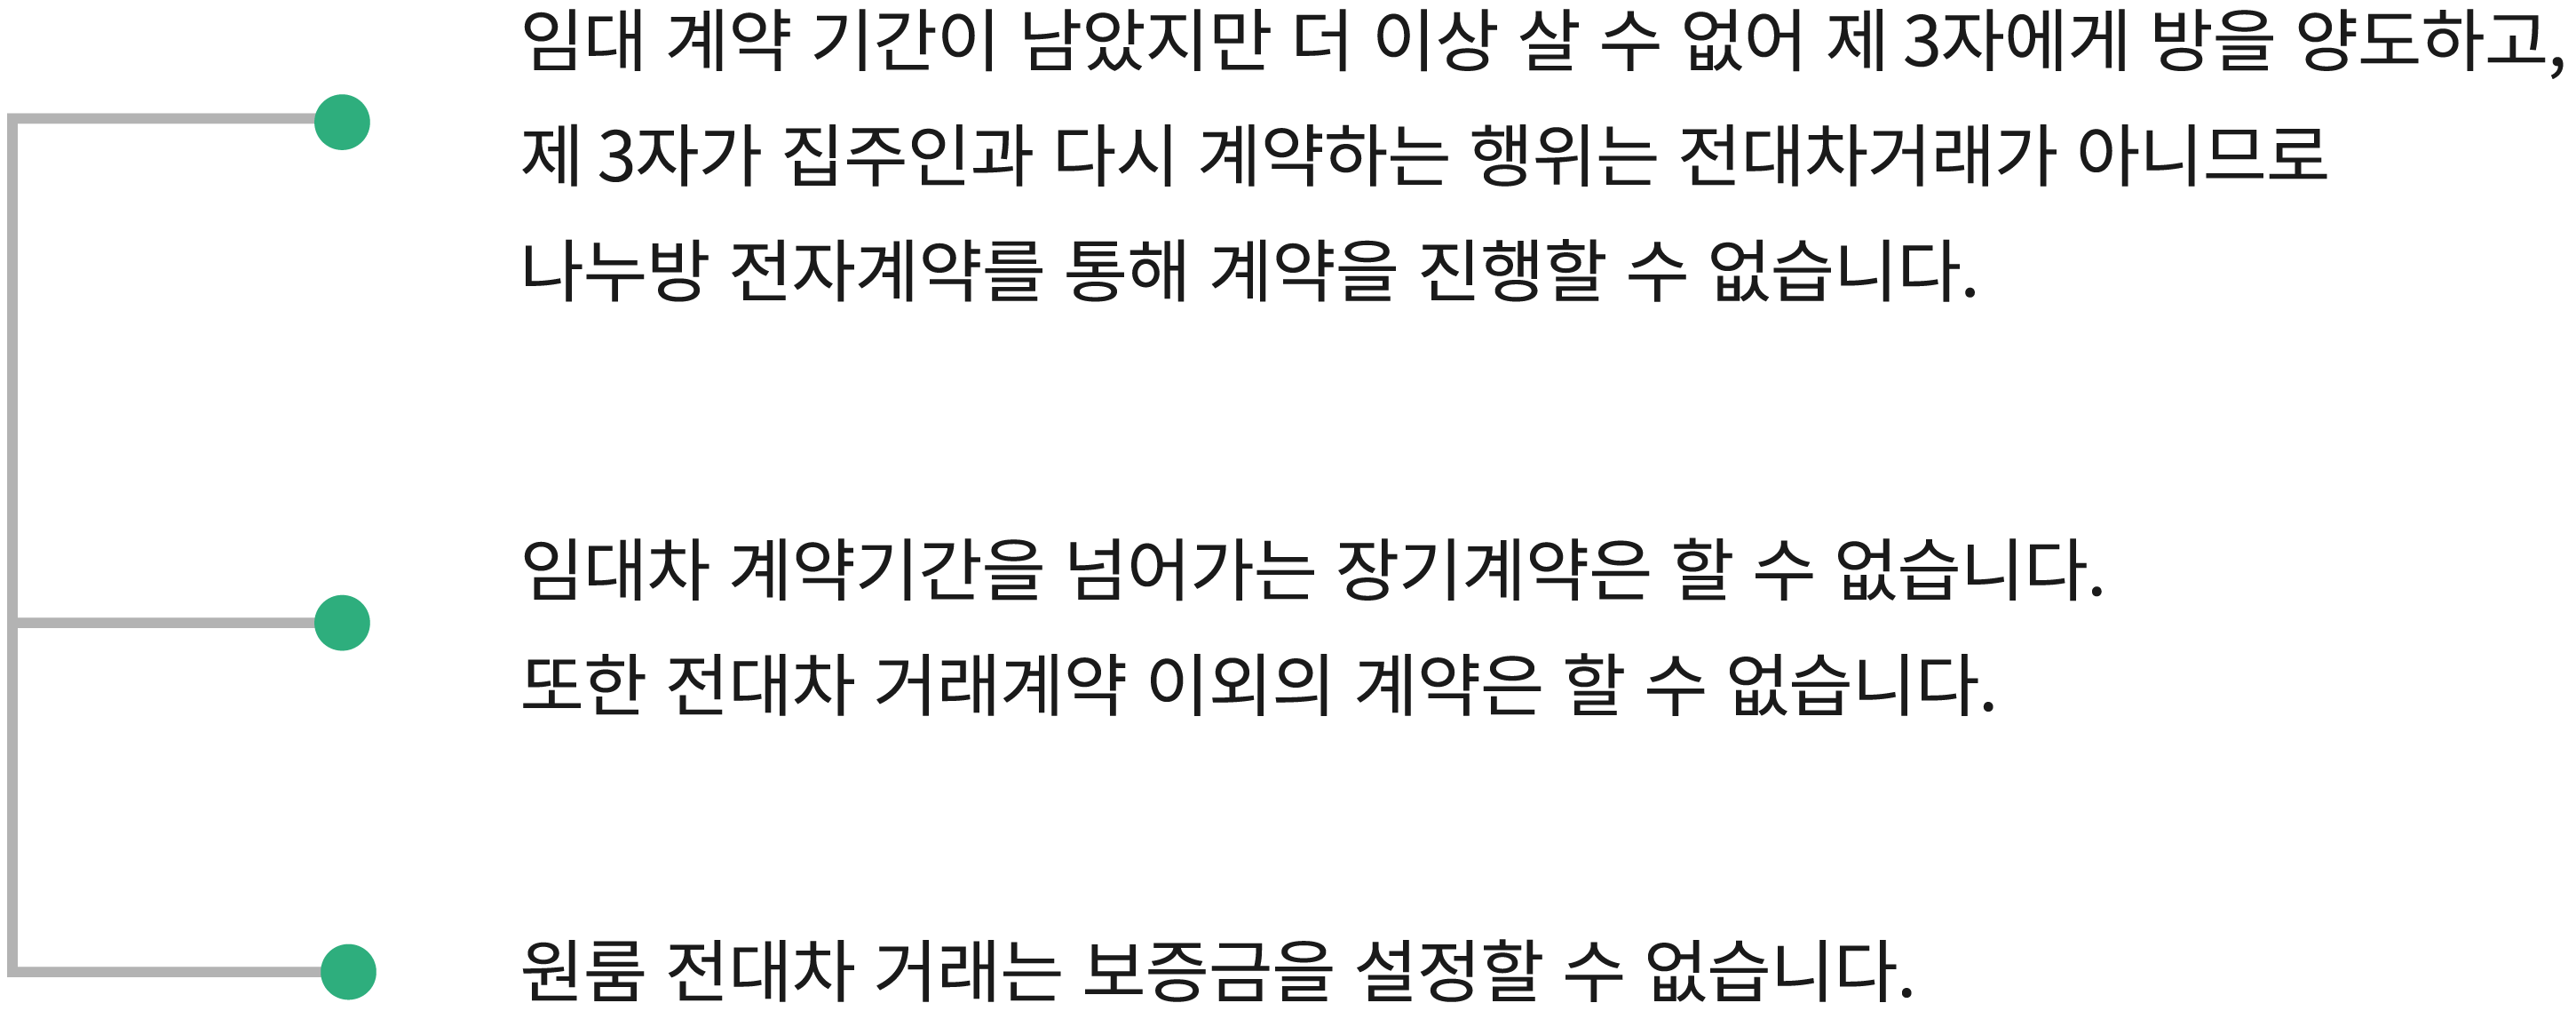 임대 계약 기간이 남았지만 더 이상 살 수 없어 제 3자에게 방을 양도하고,
제 3자가 집주인과 다시 계약하는 행위는 전대차거래가 아니므로
나누방 전자계약를 통해 계약을 진행할 수 없습니다.
임대차 계약기간을 넘어가는 장기계약은 할 수 없습니다.
또한 전대차 거래계약 이외의 계약은 할 수 없습니다.
원룸 전대차 거래는 보증금을 설정할 수 없습니다.